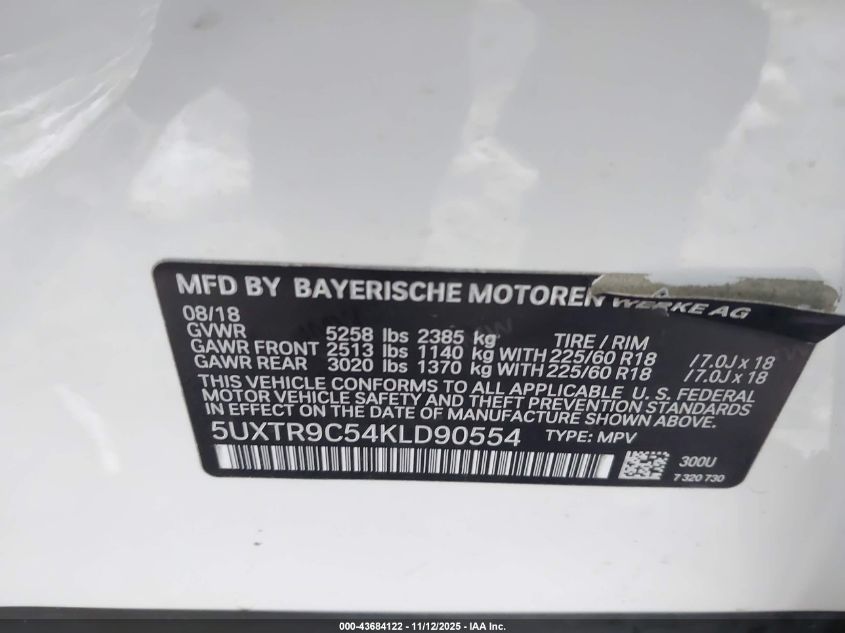 MFD BY BAYERISCHE MOTOREN WERKE AG
08/18
GVWR 5258 lbs 2385 kg TIRE / RIM
GAWR FRONT 2513 lbs 1140 kg WITH 225/60 R18 /7.0J x 18
GAWR REAR 3020 lbs 1370 kg WITH 225/60 R18 /7.0J x 18
THIS VEHICLE CONFORMS TO ALL APPLICABLE U. S. FEDERAL
MOTOR VEHICLE SAFETY AND THEFT PREVENTION STANDARDS
IN EFFECT ON THE DATE OF MANUFACTURE SHOWN ABOVE.
5UXTR9C54KLD90554 TYPE: MPV
300U
7 320 730
000-43684122 - 11/12/2025 - IAA Inc.